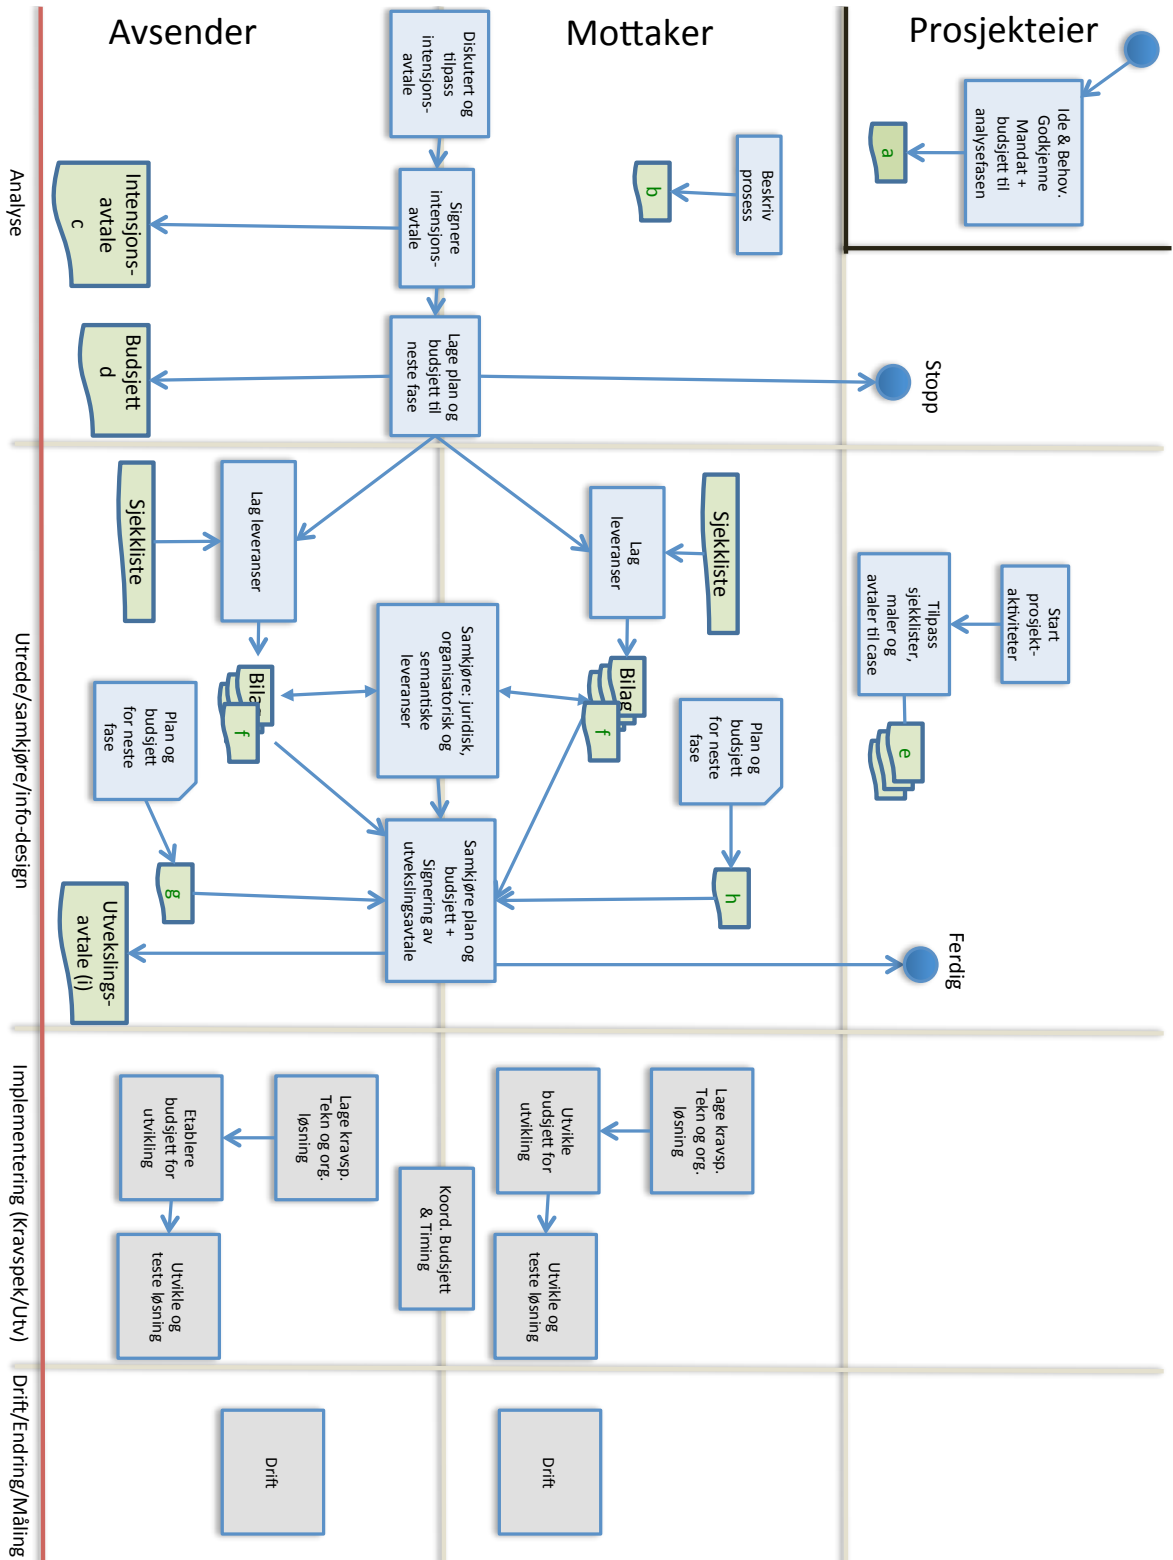 Prosjekteier
Mottaker
Avsender
Ide & Behov.
Godkjenne
Mandat +
budsjett til
analysefasen
a
Beskriv
prosess
b
Diskutert og
tilpass
intensjons-
avtale
Signere
intensjons-
avtale
Intensjons-
avtale
c
Lage plan og
budsjett til
neste fase
Budsjett
d
Stopp
Analyse
Start
prosjekt-
aktiviteter
Tilpass
sjekklister,
maler og
avtaler til case
e
Sjekkliste
Lag
leveranser
Bilag
f
Plan og
budsjett
for neste
fase
h
Samkjøre: juridisk,
organisatorisk og
semantiske
leveranser
Samkjøre plan og
budsjett +
Signering av
utvekslingsavtale
Ferdig
Lag leveranser
Sjekkliste
Bilag
f
Plan og
budsjett
for neste
fase
g
Utvekslings-
avtale (i)
Utrede/samkjøre/info-design
Lage kravsp.
Tekn og org.
løsning
Utvikle
budsjett for
utvikling
Utvikle og
teste løsning
Koord. Budsjett
& Timing
Lage kravsp.
Tekn og org.
løsning
Etablere
budsjett for
utvikling
Utvikle og
teste løsning
Implementering (Kravspek/Utv)
Drift
Drift
Drift/Endring/Måling